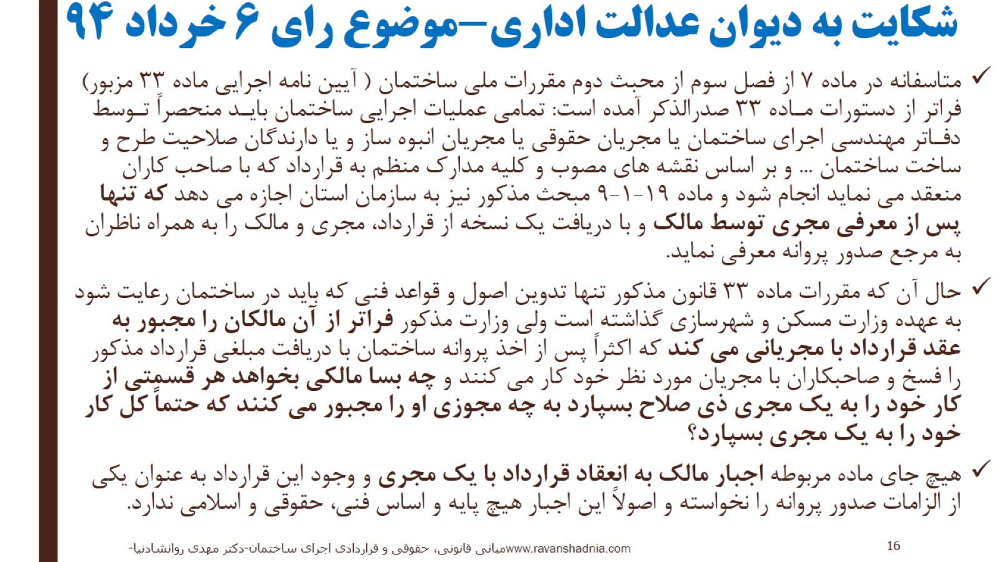 شکایت به دیوان عدالت اداری-موضوع رای ۶ خرداد ۹۴
✓ متاسفانه در ماده ۷ از فصل سوم از محبث دوم مقررات ملی ساختمان ( آیین نامه اجرایی ماده ۳۳ مزبور)
فراتر از دستورات مـاده ۳۳ صدرالذکر آمده است: تمامی عملیات اجرایی ساختمان بایـد منحصراً تـوسط
دفـاتر مهندسی اجرای ساختمان یا مجریان حقوقی یا مجریان انبوه ساز و یا دارندگان صلاحیت طرح و
ساخت ساختمان ... و بر اساس نقشه های مصوب و کلیه مدارک منظم به قرارداد که با صاحب کاران
منعقد می نماید انجام شود و ماده ۱۹-۱-۹ مبحث مذکور نیز به سازمان استان اجازه می دهد که تنها
پس از معرفی مجری توسط مالک و با دریافت یک نسخه از قرارداد، مجری و مالک را به همراه ناظران
به مرجع صدور پروانه معرفی نماید.
✓ حال آن که مقررات ماده ۳۳ قانون مذکور تنها تدوین اصول و قواعد فنی که باید در ساختمان رعایت شود
به عهده وزارت مسکن و شهرسازی گذاشته است ولی وزارت مذکور فراتر از آن مالکان را مجبور به
عقد قرارداد با مجریانی می کند که اکثراً پس از اخذ پروانه ساختمان با دریافت مبلغی قرارداد مذکور
را فسخ و صاحبکاران با مجریان مورد نظر خود کار می کنند و چه بسا مالکی بخواهد هر قسمتی از
کار خود را به یک مجری ذی صلاح بسپارد به چه مجوزی او را مجبور می کنند که حتماً کل کار
خود را به یک مجری بسپارد؟
✓ هیچ جای ماده مربوطه اجبار مالک به انعقاد قرارداد با یک مجری و وجود این قرارداد به عنوان یکی
از الزامات صدور پروانه را نخواسته و اصولاً این اجبار هیچ پایه و اساس فنی، حقوقی و اسلامی ندارد.
www.ravanshadnia.comمبانی قانونی، حقوقی و قراردادی اجرای ساختمان-دکتر مهدی روانشادنیا-
16